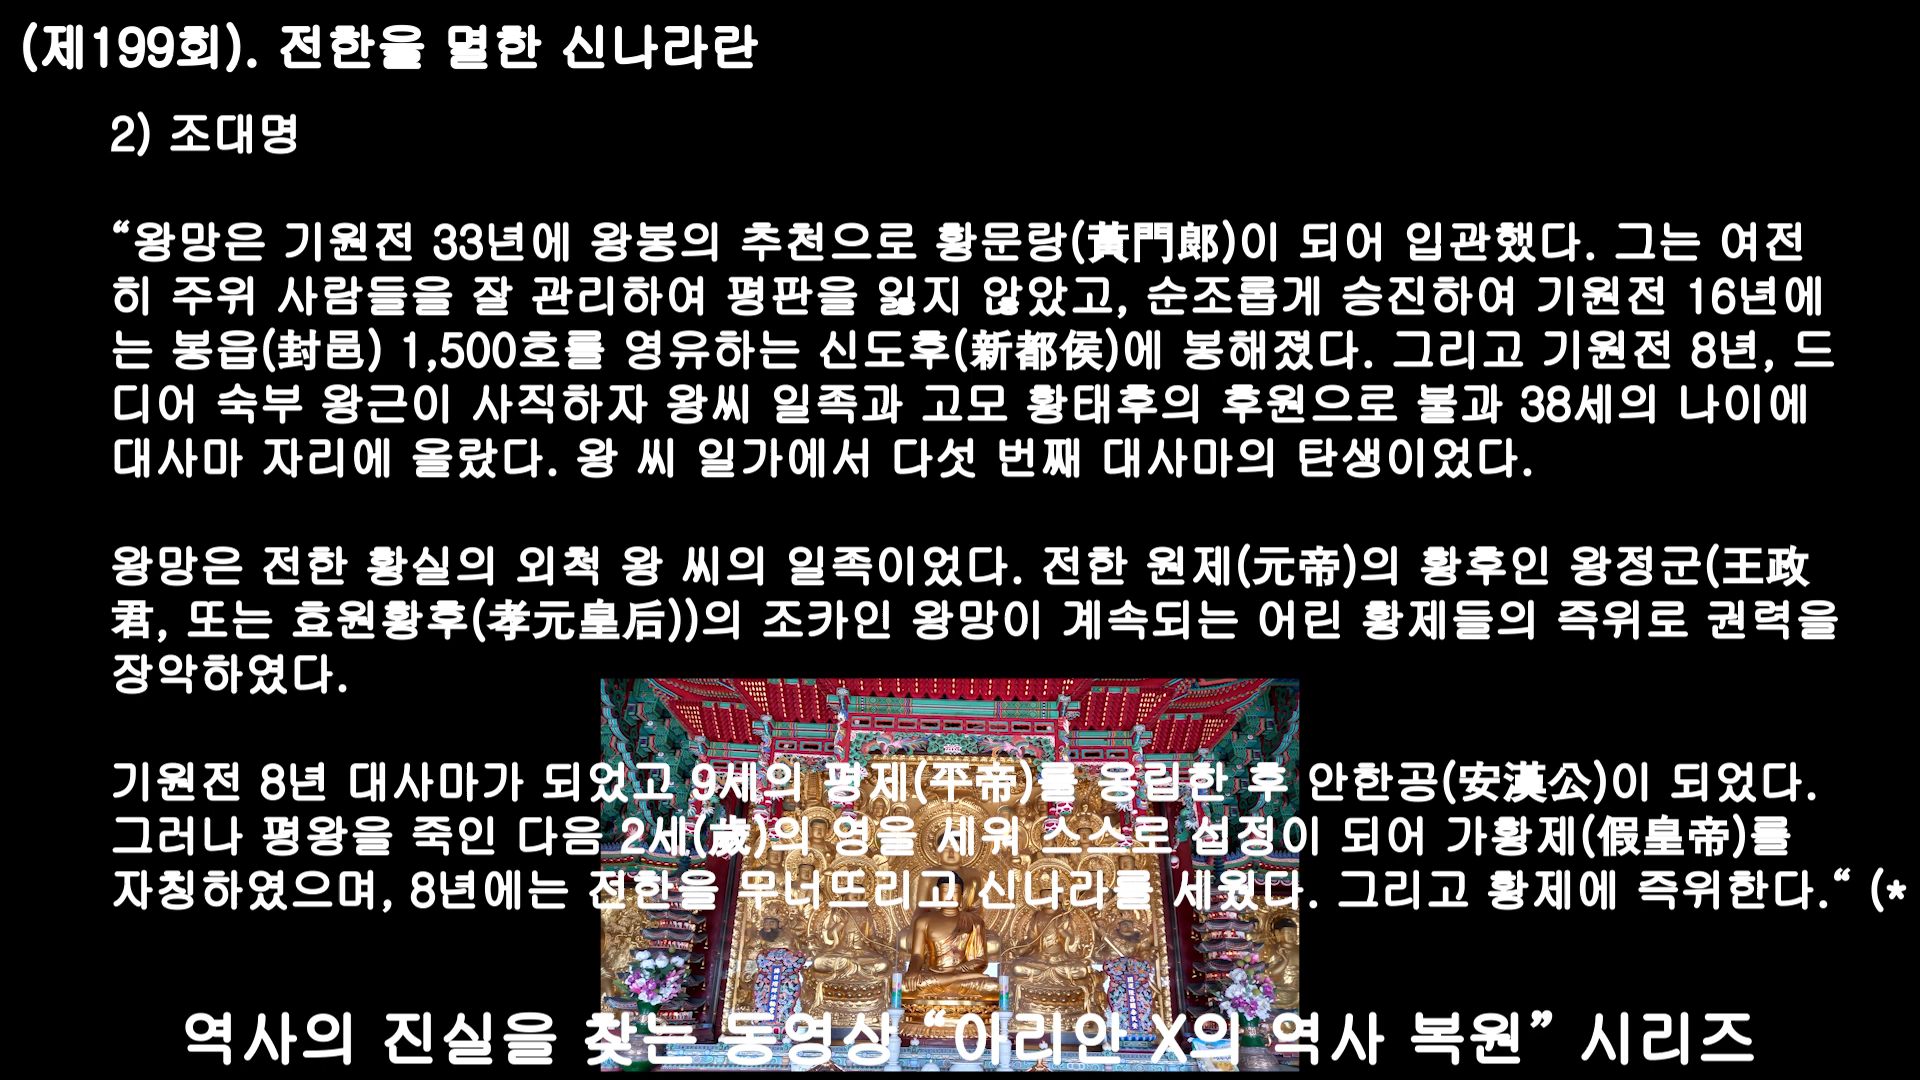 (제199회). 전한을 멸한 신나라란
2) 조대명
“왕망은 기원전 33년에 왕봉의 추천으로 황문랑(黃門郞)이 되어 입관했다. 그는 여전
히 주위 사람들을 잘 관리하여 평판을 잃지 않았고, 순조롭게 승진하여 기원전 16년에
는 봉읍(封邑) 1,500호를 영유하는 신도후(新都侯)에 봉해졌다. 그리고 기원전 8년, 드
디어 숙부 왕근이 사직하자 왕씨 일족과 고모 황태후의 후원으로 불과 38세의 나이에
대사마 자리에 올랐다. 왕 씨 일가에서 다섯 번째 대사마의 탄생이었다.
왕망은 전한 황실의 외척 왕 씨의 일족이었다. 전한 원제(元帝)의 황후인 왕정군(王政
君, 또는 효원황후(孝元皇后))의 조카인 왕망이 계속되는 어린 황제들의 즉위로 권력을
장악하였다.
기원전 8년 대사마가 되었고 9세의 평제(平帝)를 옹립한 후 안한공(安漢公)이 되었다.
그러나 평왕을 죽인 다음 2세(歲)의 영을 세워 스스로 섭정이 되어 가황제(假皇帝)를
자칭하였으며, 8년에는 전한을 무너뜨리고 신나라를 세웠다. 그리고 황제에 즉위한다.“ (*
역사의 진실을 찾는 동영상 “아리안 X의 역사 복원” 시리즈